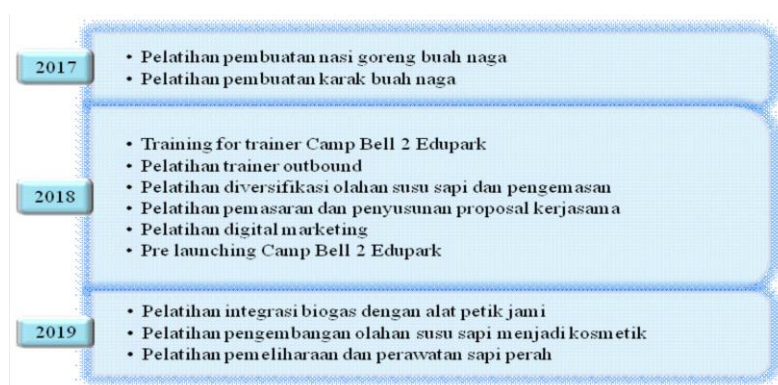 2017
• Pelatihan pembuatan nasi goreng buah naga
• Pelatihan pembuatan karak buah naga
2018
• Training for trainer Camp Bell 2 Edupark
• Pelatihan trainer outbound
• Pelatihan diversifikasi olahan susu sapi dan pengemasan
• Pelatihan pemasaran dan penyusunan proposal kerjasama
• Pelatihan digital marketing
• Pre launching Camp Bell 2 Edupark
2019
• Pelatihan integrasi biogas dengan alat petik jami
• Pelatihan pengembangan olahan susu sapi menjadi kosmetik
• Pelatihan pemeliharaan dan perawatan sapi perah